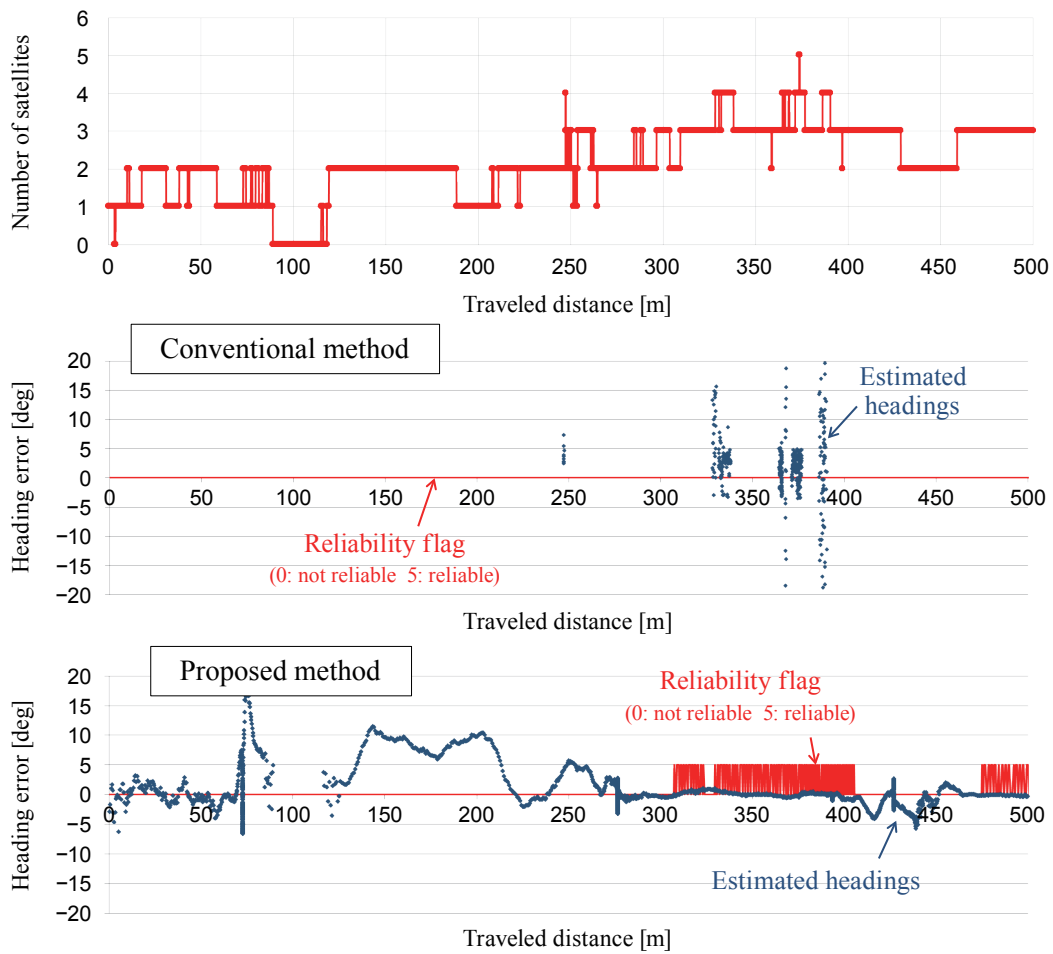 Number of satellites
6
5
4
3
2
1
0
0 50 100 150 200 250 300 350 400 450 500
Traveled distance [m]
Conventional method
Heading error [deg]
20
15
10
5
0
−5
−10
−15
−20
0 50 100 150 200 250 300 350 400 450 500
Estimated
headings
Reliability flag
(0: not reliable 5: reliable)
Traveled distance [m]
Proposed method
Heading error [deg]
20
15
10
5
0
−5
−10
−15
−20
Reliability flag
(0: not reliable 5: reliable)
0 50 100 150 200 250 300 350 400 450 500
Estimated headings
Traveled distance [m]